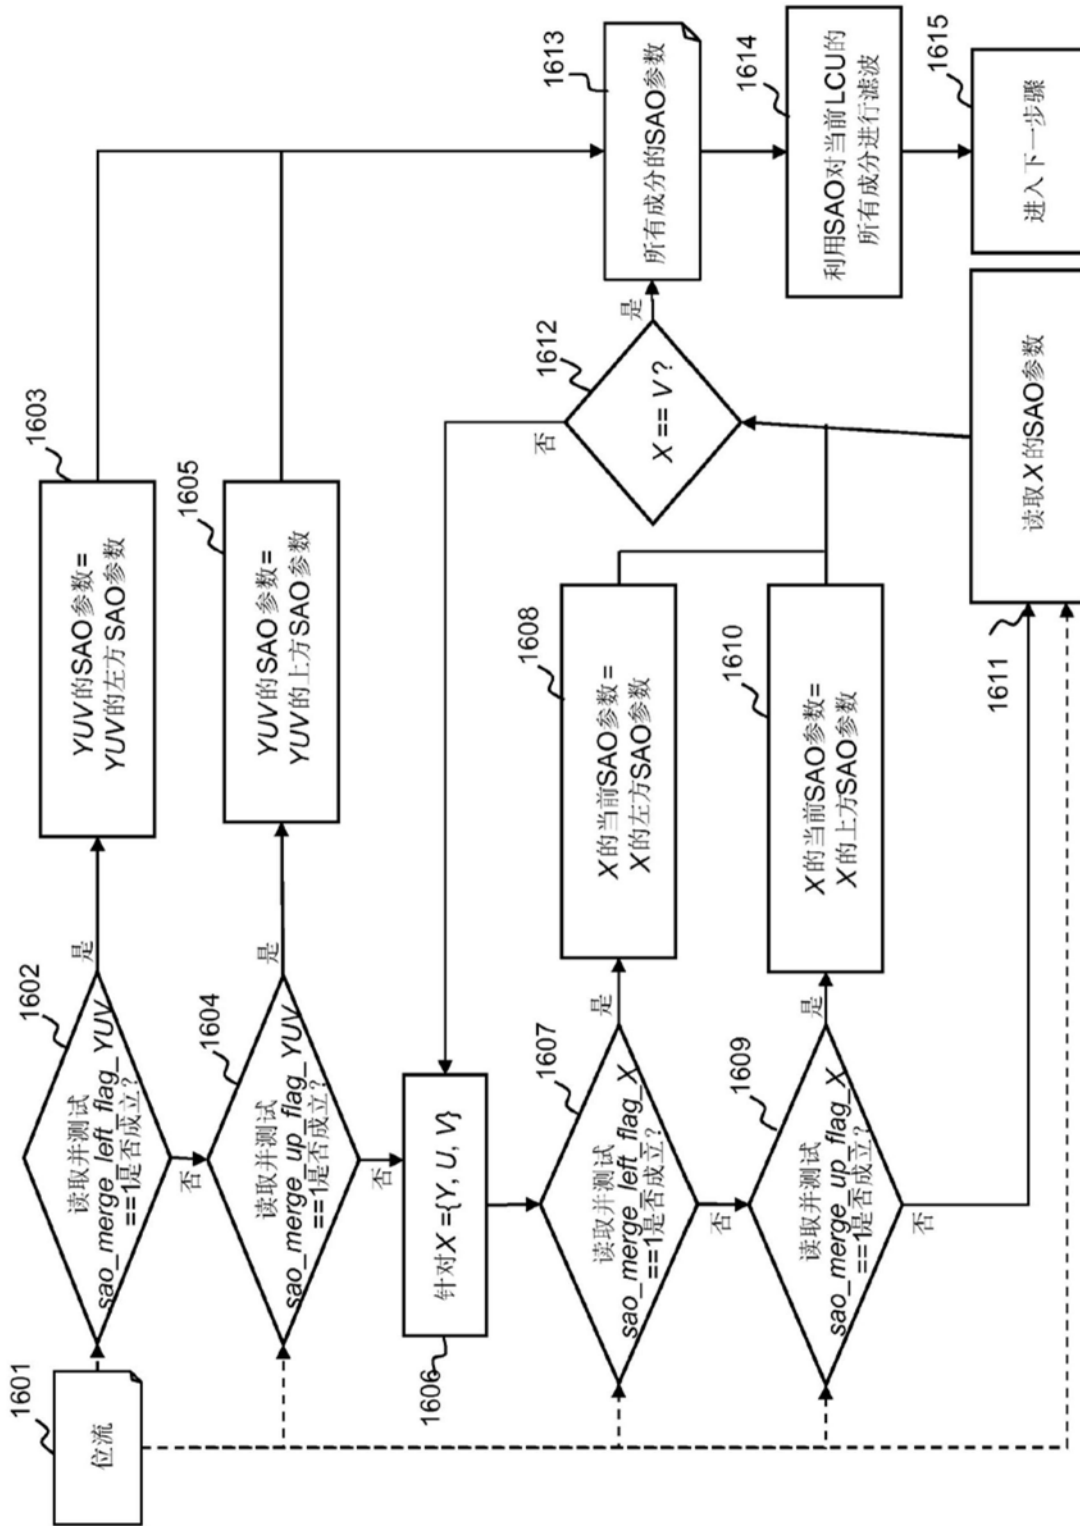 1601
位流
1602
读取并测试
sao_merge_left_flag_YUV
==1是否成立?
是
否
1603
YUV的SAO参数=
YUV的左方SAO参数
1604
读取并测试
sao_merge_up_flag_YUV
==1是否成立?
是
否
1605
YUV的SAO参数=
YUV的上方SAO参数
1606
针对X={Y, U, V}
1607
读取并测试
sao_merge_left_flag_X
==1是否成立?
是
否
1608
X的当前SAO参数=
X的左方SAO参数
1609
读取并测试
sao_merge_up_flag_X
==1是否成立?
是
否
1610
X的当前SAO参数=
X的上方SAO参数
1611
读取X的SAO参数
1612
X == V?
否
是
1613
所有成分的SAO参数
1614
利用SAO对当前LCU的
所有成分进行滤波
1615
进入下一步骤